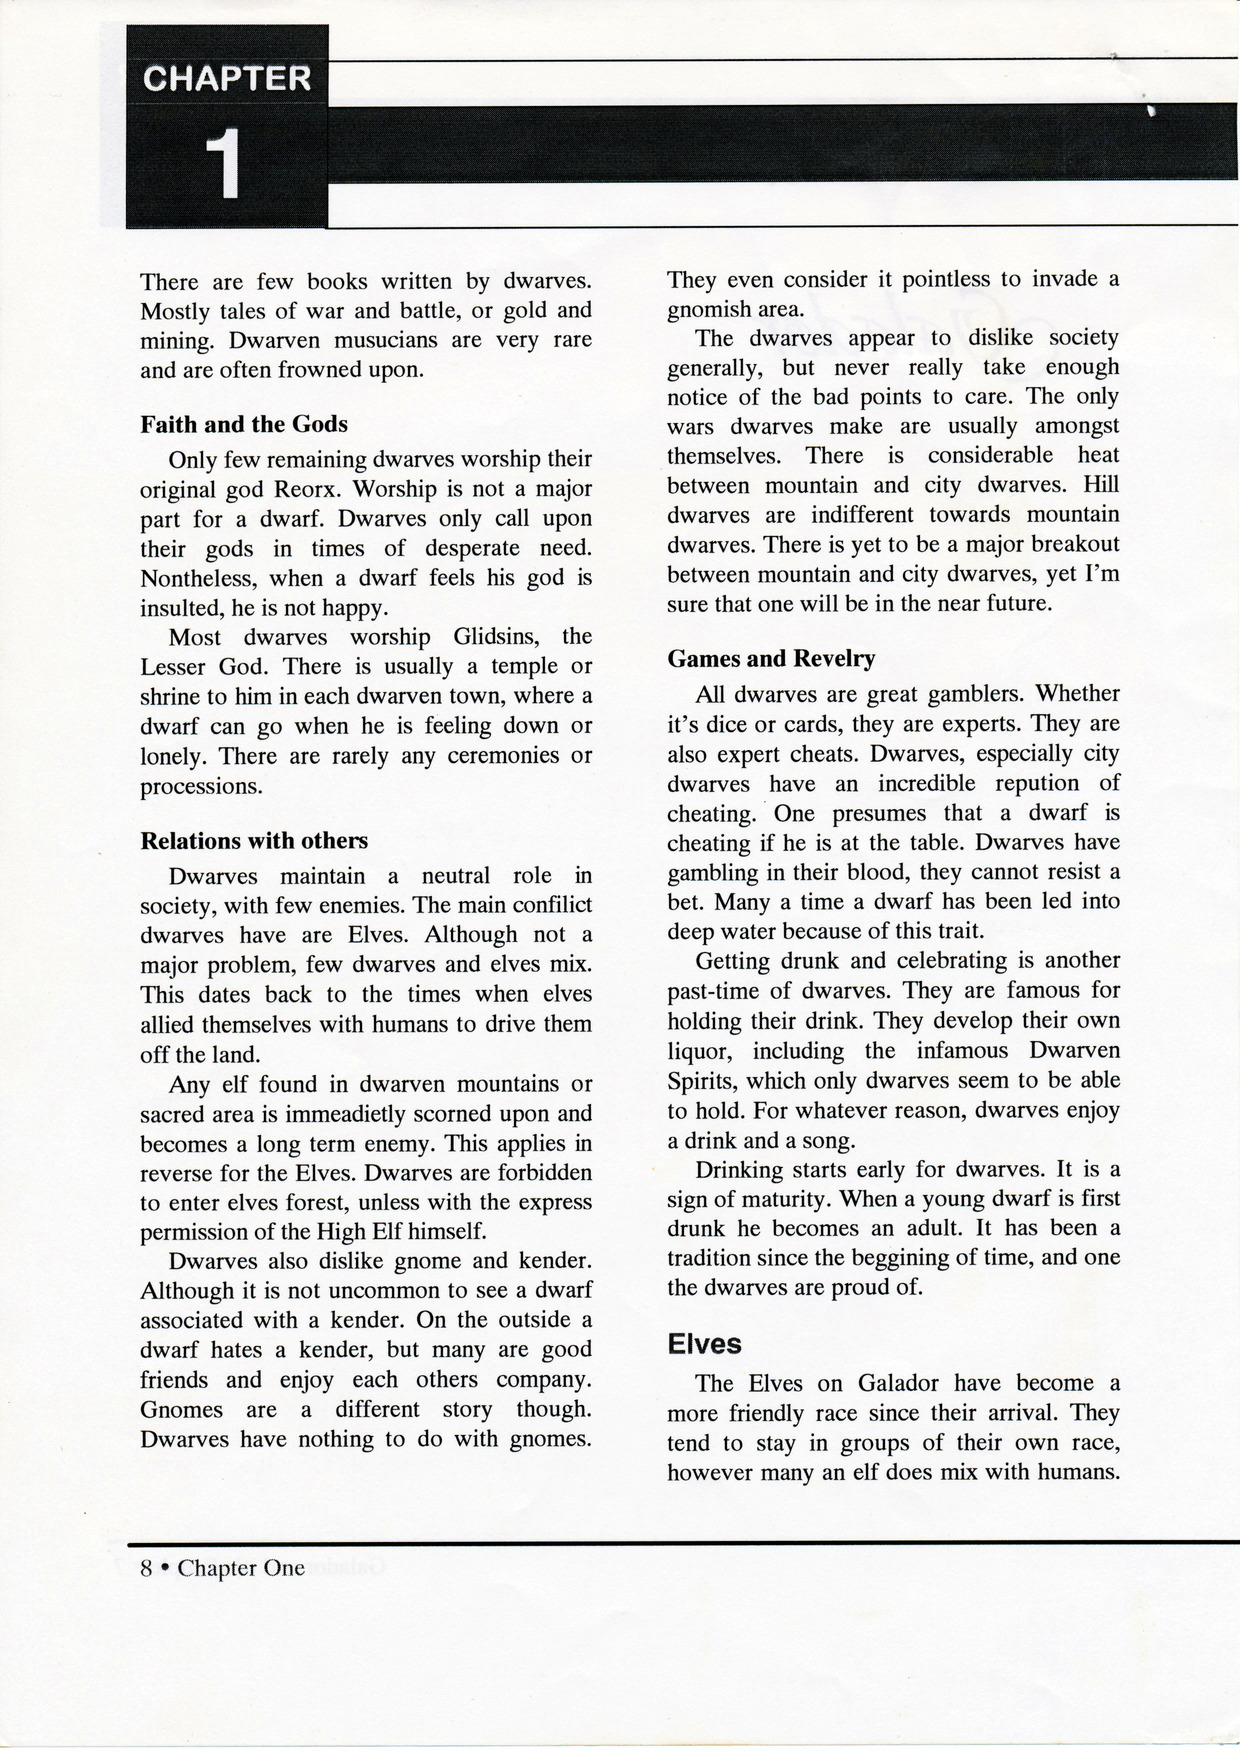 CHAPTER
1
There are few books written by dwarves.
Mostly tales of war and battle, or gold and
mining. Dwarven musucians are very rare
and are often frowned upon.
Faith and the Gods
Only few remaining dwarves worship their
original god Reorx. Worship is not a major
part for a dwarf. Dwarves only call upon
their gods in times of desperate need.
Nontheless, when a dwarf feels his god is
insulted, he is not happy.
Most dwarves worship Glidsins, the
Lesser God. There is usually a temple or
shrine to him in each dwarven town, where a
dwarf can go when he is feeling down or
lonely. There are rarely any ceremonies or
processions.
Relations with others
Dwarves maintain a neutral role in
society, with few enemies. The main confilict
dwarves have are Elves. Although not a
major problem, few dwarves and elves mix.
This dates back to the times when elves
allied themselves with humans to drive them
off the land.
Any elf found in dwarven mountains or
sacred area is immeadietly scorned upon and
becomes a long term enemy. This applies in
reverse for the Elves. Dwarves are forbidden
to enter elves forest, unless with the express
permission of the High Elf himself.
Dwarves also dislike gnome and kender.
Although it is not uncommon to see a dwarf
associated with a kender. On the outside a
dwarf hates a kender, but many are good
friends and enjoy each others company.
Gnomes are a different story though.
Dwarves have nothing to do with gnomes.
They even consider it pointless to invade a
gnomish area.
The dwarves appear to dislike society
generally, but never really take enough
notice of the bad points to care. The only
wars dwarves make are usually amongst
themselves. There is considerable heat
between mountain and city dwarves. Hill
dwarves are indifferent towards mountain
dwarves. There is yet to be a major breakout
between mountain and city dwarves, yet I'm
sure that one will be in the near future.
Games and Revelry
All dwarves are great gamblers. Whether
it's dice or cards, they are experts. They are
also expert cheats. Dwarves, especially city
dwarves have an incredible repution of
cheating. One presumes that a dwarf is
cheating if he is at the table. Dwarves have
gambling in their blood, they cannot resist a
bet. Many a time a dwarf has been led into
deep water because of this trait.
Getting drunk and celebrating is another
past-time of dwarves. They are famous for
holding their drink. They develop their own
liquor, including the infamous Dwarven
Spirits, which only dwarves seem to be able
to hold. For whatever reason, dwarves enjoy
a drink and a song.
Drinking starts early for dwarves. It is a
sign of maturity. When a young dwarf is first
drunk he becomes an adult. It has been a
tradition since the beggining of time, and one
the dwarves are proud of.
Elves
The Elves on Galador have become a
more friendly race since their arrival. They
tend to stay in groups of their own race,
however many an elf does mix with humans.
8 • Chapter One